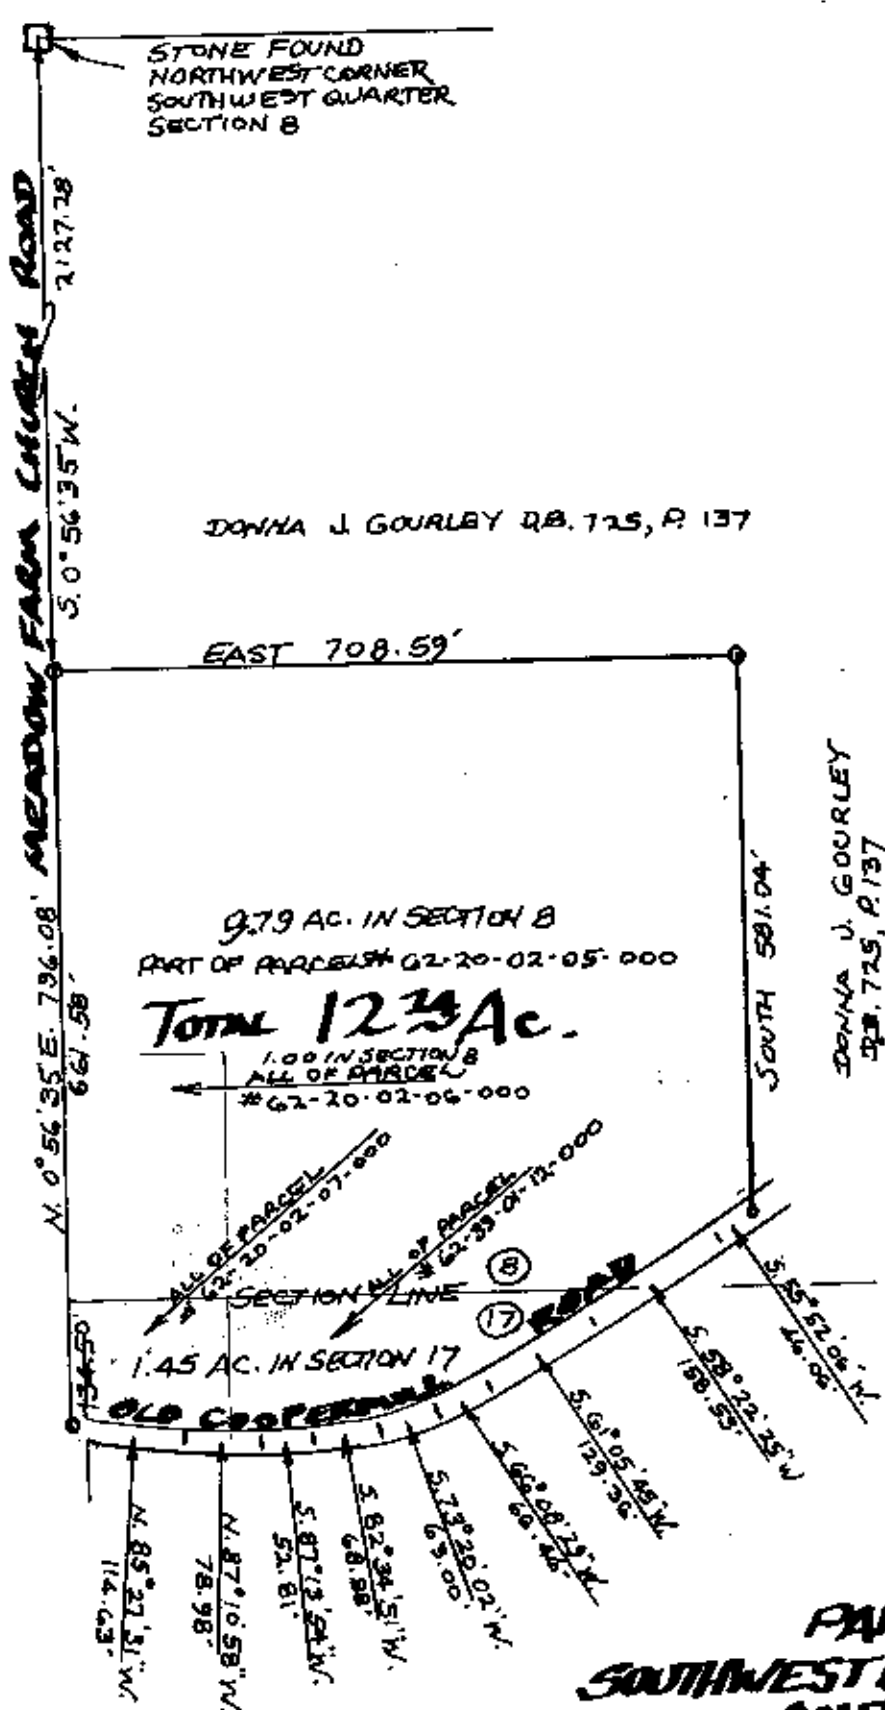 STONE FOUND
NORTHWEST CORNER
SOUTHWEST QUARTER
SECTION 8
2127.28'
S. 0°56'35 W.
MEADOW FARM CHURCH ROAD
DONNA J. GOURLEY D.B. 725, P. 137
EAST 708.59'
DONNA J. GOURLEY
D.B. 725, P. 137
SOUTH 581.04'
N. 0°56'35 E. 796.08'
661.58'
9.79 AC. IN SECTION 8
PART OF PARCEL# 62-20-02-05-000
TOTAL 12 24 Ac.
1.00 IN SECTION 8
ALL OF PARCEL
#62-20-02-06-000
ALL OF PARCEL
# 62-20-02-07-000
ALL OF PARCEL
# 62-39-01-12-000
SECTION LINE
8
17
134.50
1.45 AC. IN SECTION 17
OLD COOPERMILL ROAD
S. 55°52'06" W.
46.06'
S. 58°22'25" W
158.53'
S. 61°05'45" W.
129.36'
S. 66°08'29" W.
66.46'
S. 73°20'02" W.
63.00'
S. 82°34'51" W.
68.98'
S. 87°13'54" W.
52.81'
N. 87°10'58" W.
78.98'
N. 85°27'31" W.
114.63'
SOUTHWEST